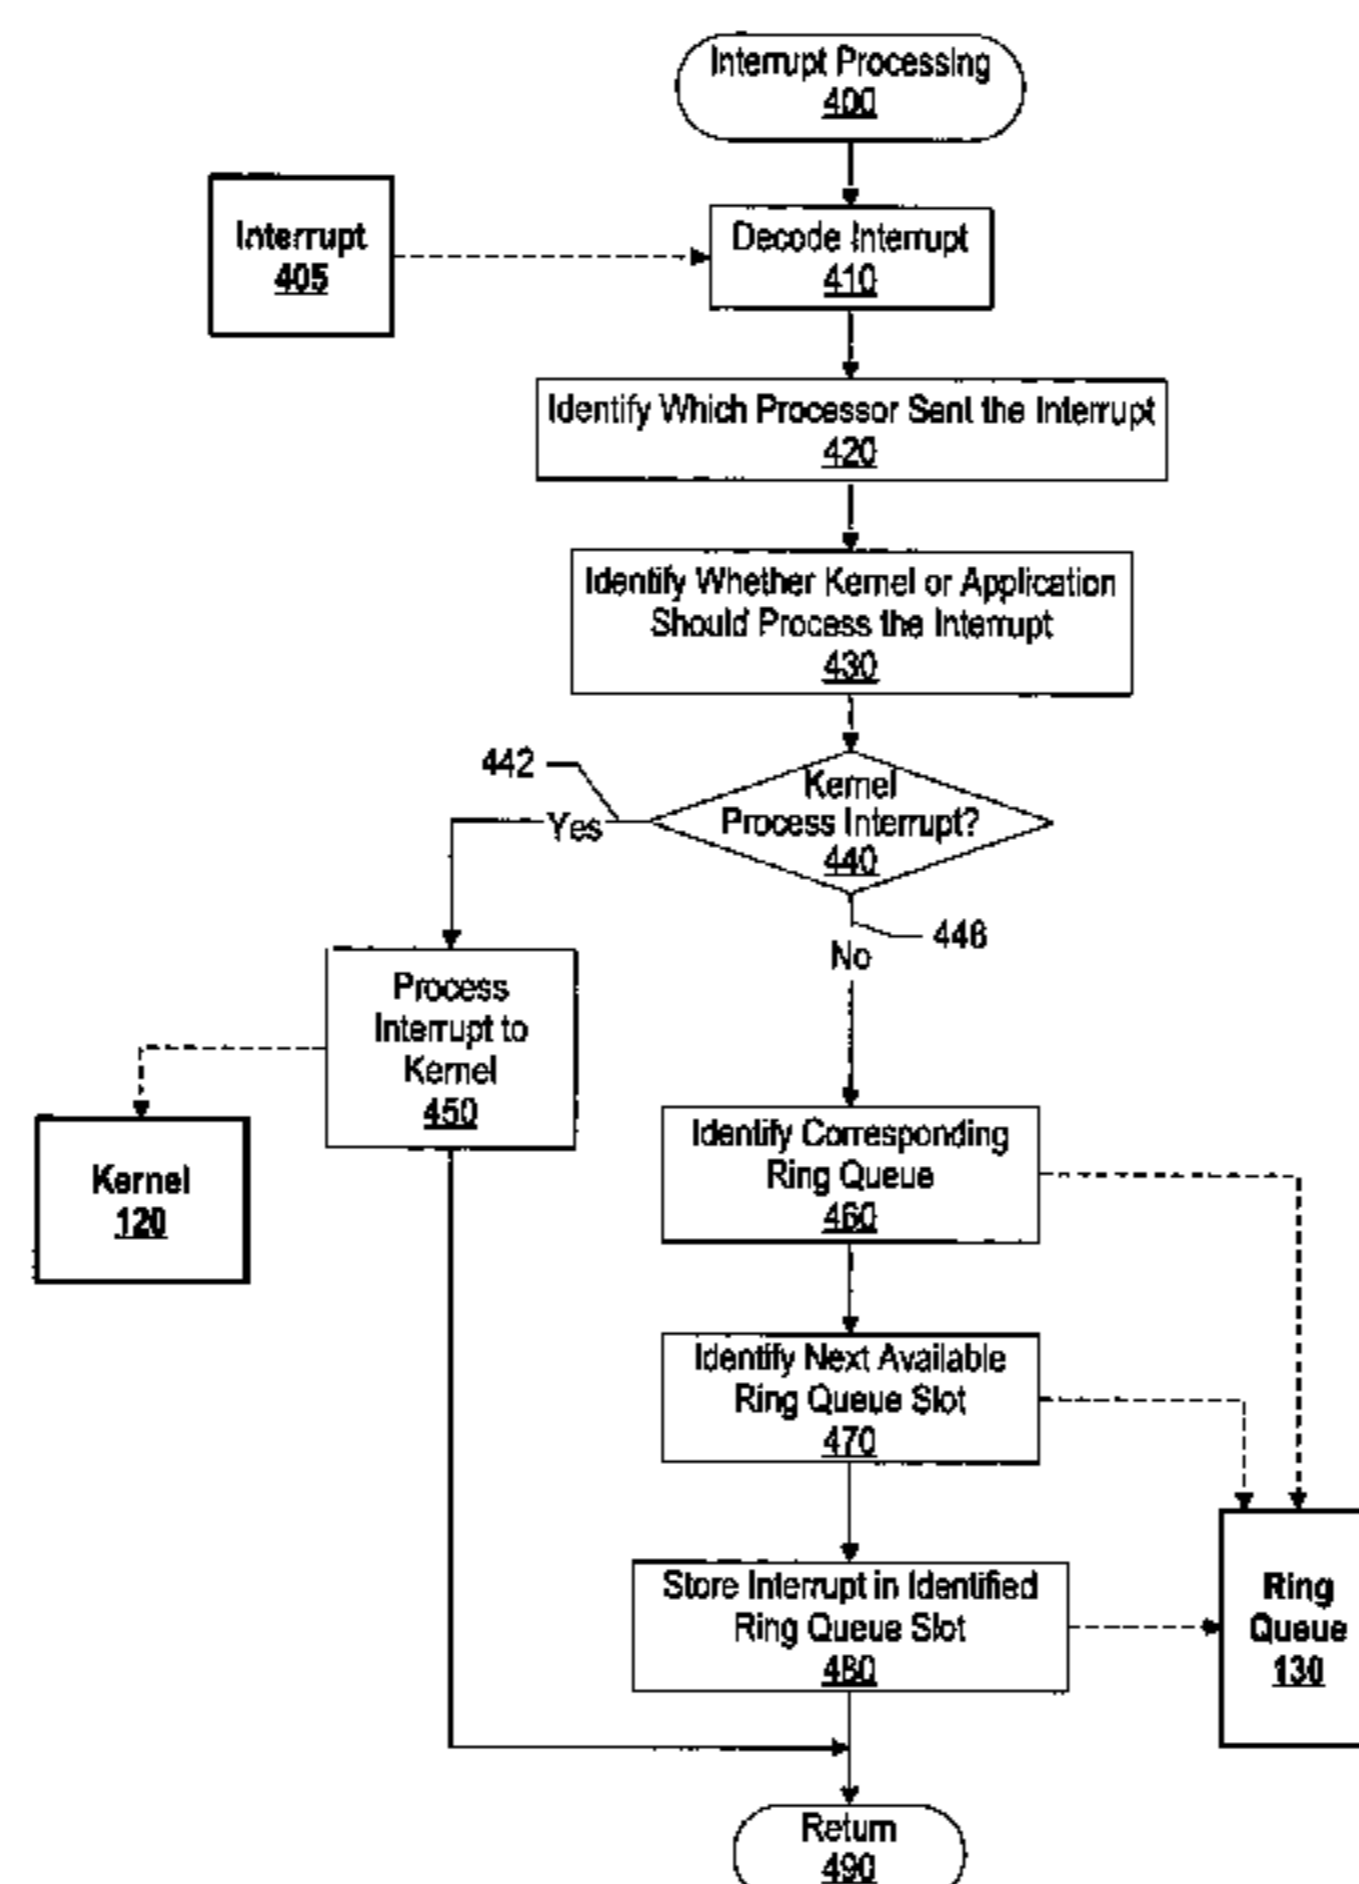 Interrupt Processing
400
Interrupt
405
Decode Interrupt
410
Identify Which Processor Sent the Interrupt
420
Identify Whether Kernel or Application
Should Process the Interrupt
430
442
Kernel
Process Interrupt?
440
Yes
446
No
Process
Interrupt to
Kernel
450
Kernel
120
Identify Corresponding
Ring Queue
460
Identify Next Available
Ring Queue Slot
470
Store Interrupt in Identified
Ring Queue Slot
480
Ring
Queue
130
Return
490